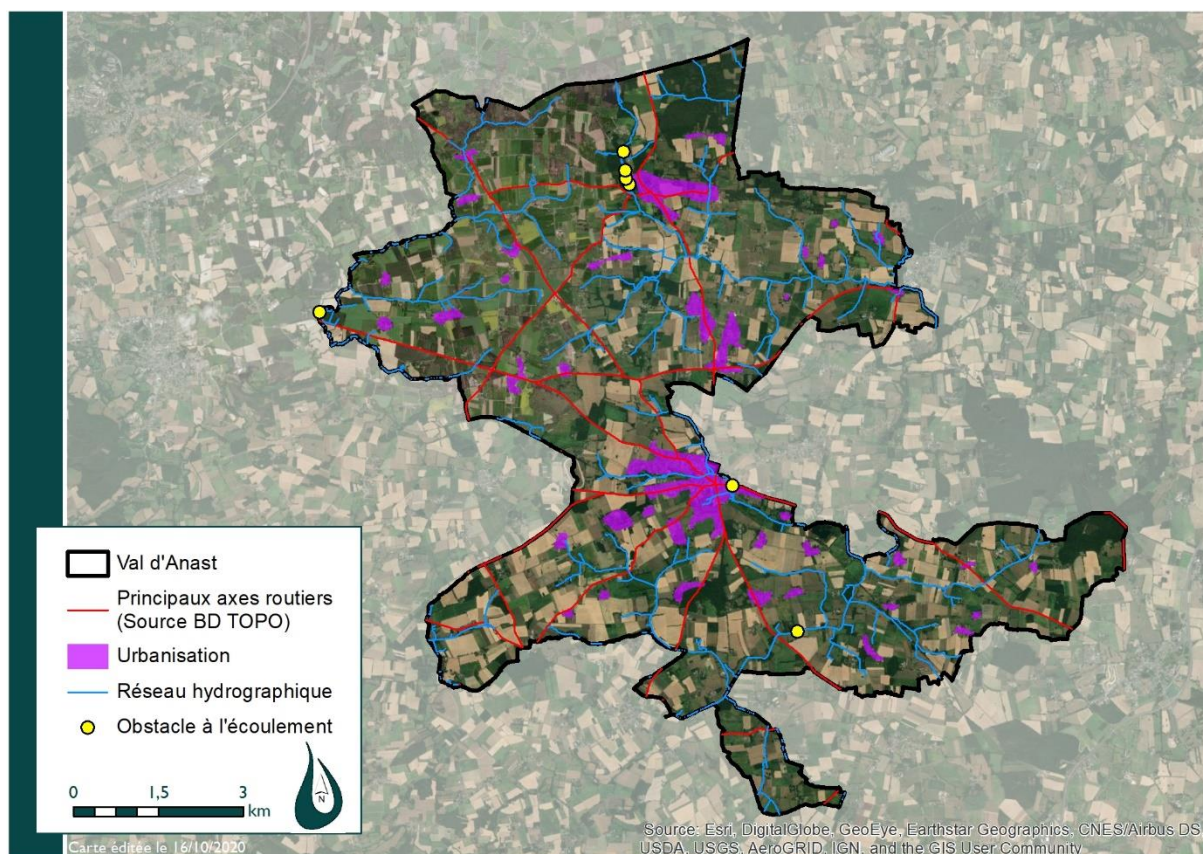 Val d'Anast
Principaux axes routiers
(Source BD TOPO)
Urbanisation
Réseau hydrographique
Obstacle à l'écoulement
N
0 1,5 3
km
Carte éditée le 16/10/2020
Source: Esri, DigitalGlobe, GeoEye, Earthstar Geographics, CNES/Airbus DS,
USDA, USGS, AeroGRID, IGN, and the GIS User Community